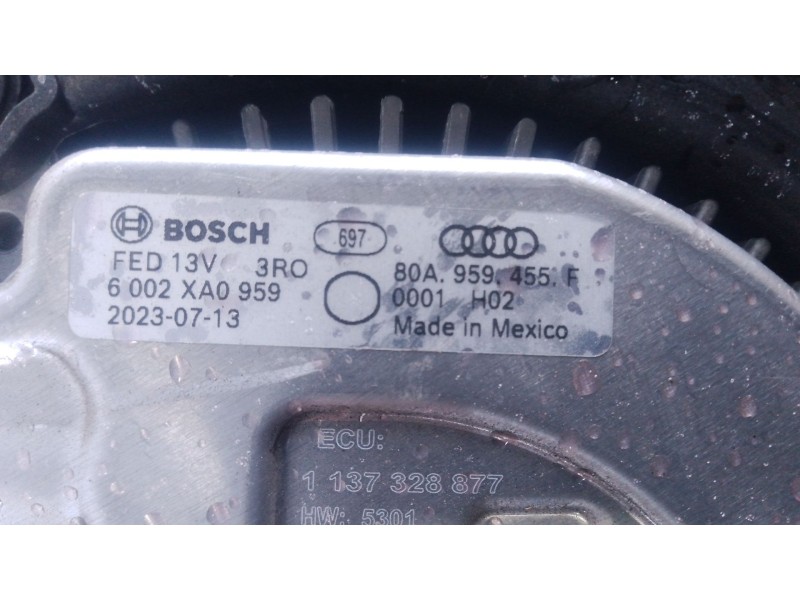 BOSCH 697
FED 13V 3RO 80A. 959. 455. F
6 002 XA0 959 0001 H02
2023-07-13 Made in Mexico
ECU:
1 137 328 877
HW: 5301